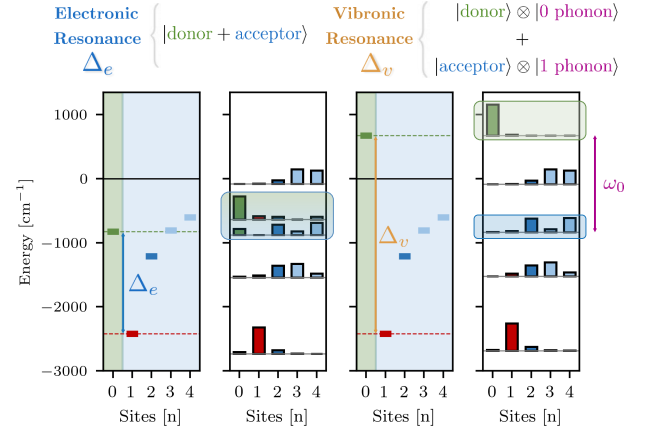 Electronic
Resonance
Δₑ
|donor + acceptor⟩
Vibronic
Resonance
Δᵥ
|donor⟩ ⊗ |0 phonon⟩
+
|acceptor⟩ ⊗ |1 phonon⟩
Energy [cm⁻¹]
1000
0
−1000
−2000
−3000
Δₑ
Δᵥ
ω₀
0 1 2 3 4
0 1 2 3 4
0 1 2 3 4
0 1 2 3 4
Sites [n]
Sites [n]
Sites [n]
Sites [n]